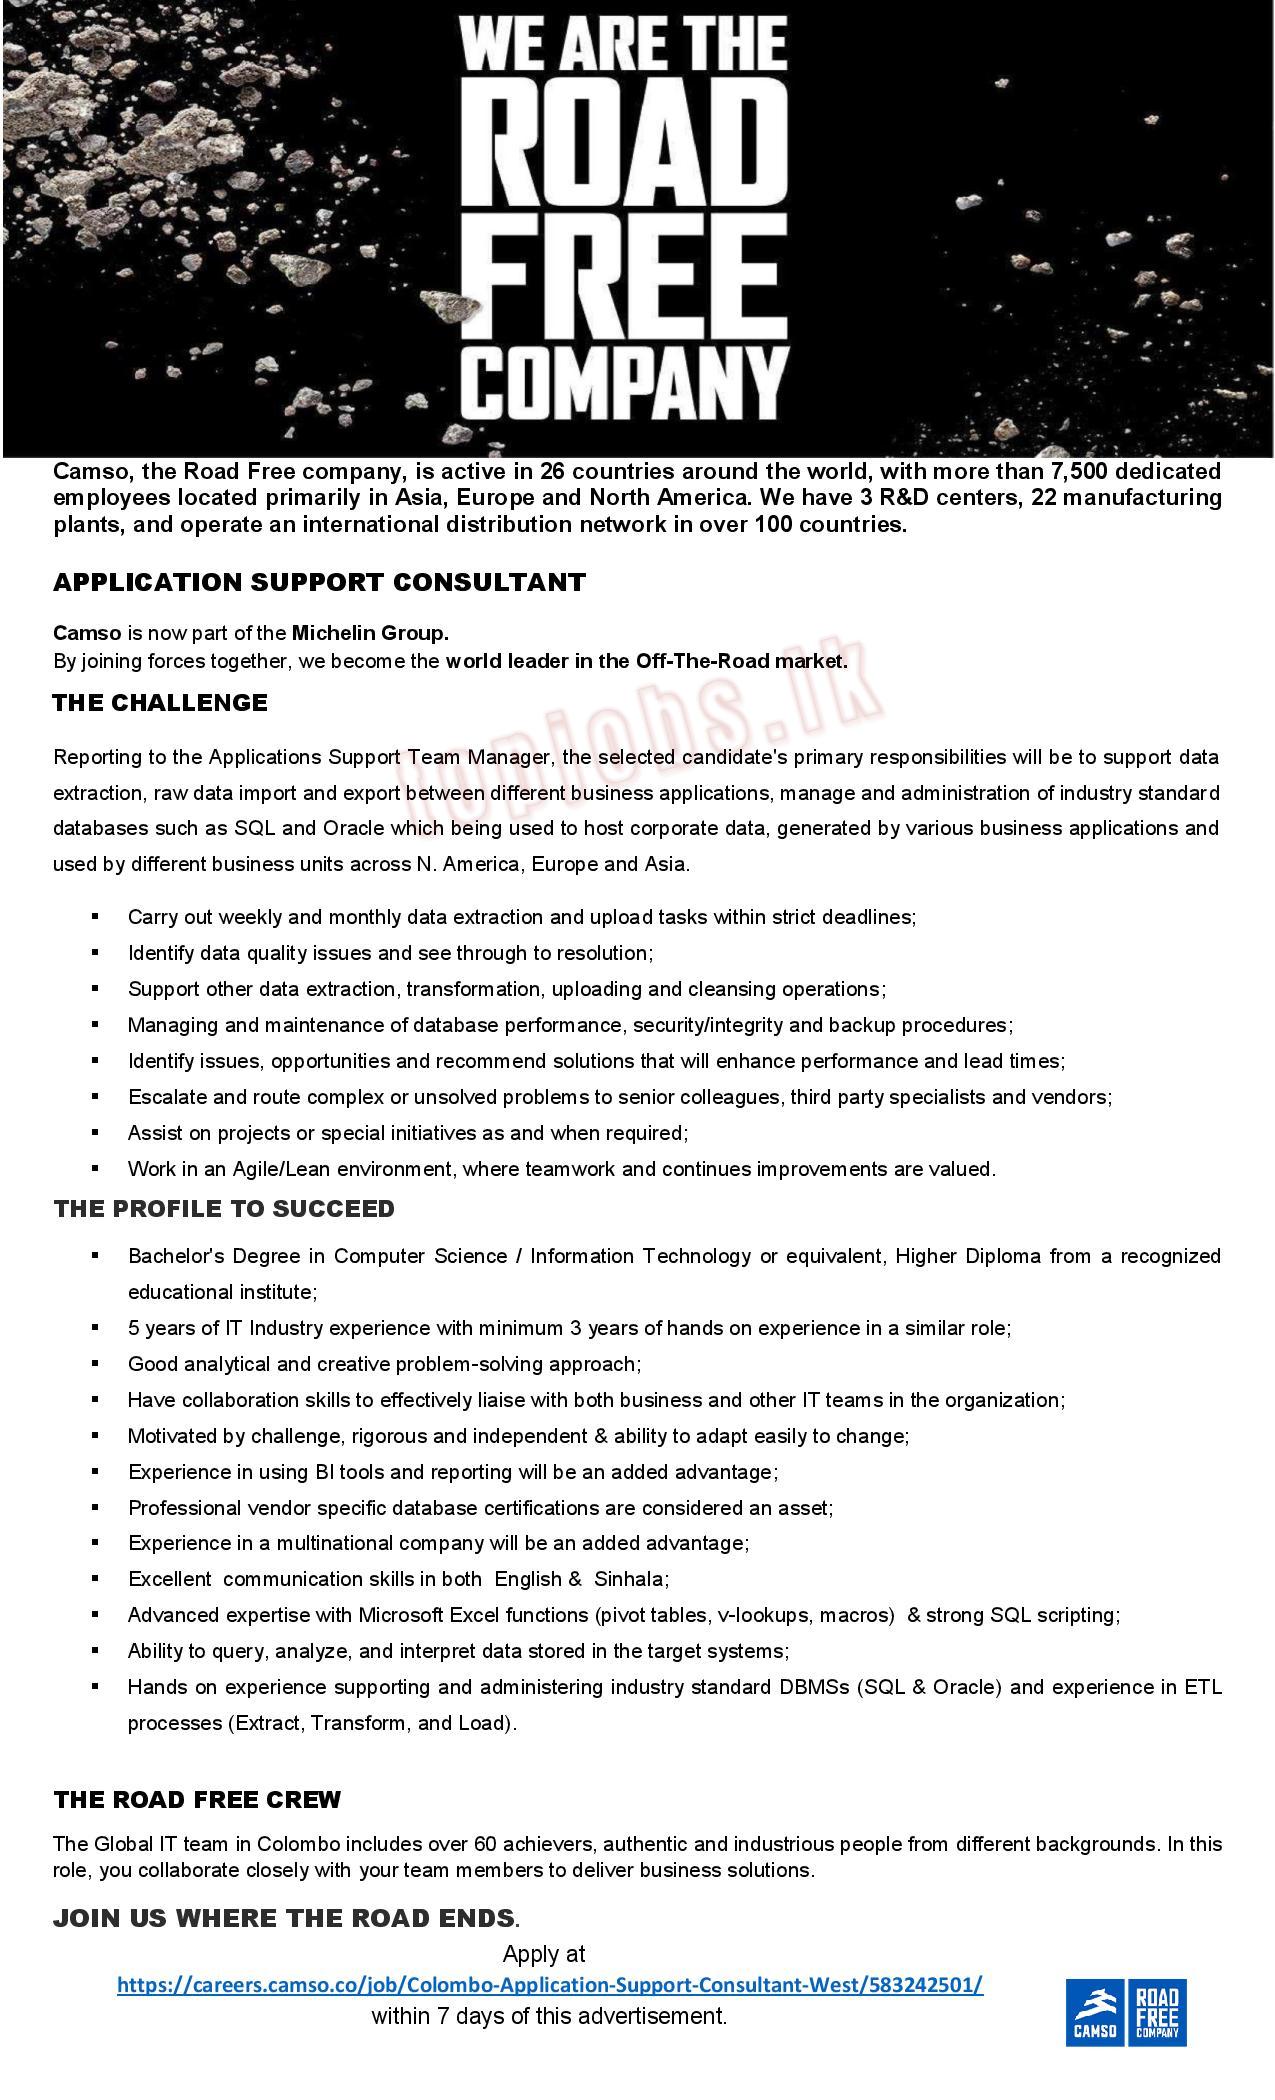 WE ARE THE
ROAD
FREE
COMPANY
Camso, the Road Free company, is active in 26 countries around the world, with more than 7,500 dedicated
employees located primarily in Asia, Europe and North America. We have 3 R&D centers, 22 manufacturing
plants, and operate an international distribution network in over 100 countries.
APPLICATION SUPPORT CONSULTANT
Camso is now part of the Michelin Group.
By joining forces together, we become the world leader in the Off-The-Road market.
topjobs.lk
THE CHALLENGE
Reporting to the Applications Support Team Manager, the selected candidate's primary responsibilities will be to support data
extraction, raw data import and export between different business applications, manage and administration of industry standard
databases such as SQL and Oracle which being used to host corporate data, generated by various business applications and
used by different business units across N. America, Europe and Asia.
▪ Carry out weekly and monthly data extraction and upload tasks within strict deadlines;
▪ Identify data quality issues and see through to resolution;
▪ Support other data extraction, transformation, uploading and cleansing operations;
▪ Managing and maintenance of database performance, security/integrity and backup procedures;
▪ Identify issues, opportunities and recommend solutions that will enhance performance and lead times;
▪ Escalate and route complex or unsolved problems to senior colleagues, third party specialists and vendors;
▪ Assist on projects or special initiatives as and when required;
▪ Work in an Agile/Lean environment, where teamwork and continues improvements are valued.
THE PROFILE TO SUCCEED
▪ Bachelor's Degree in Computer Science / Information Technology or equivalent, Higher Diploma from a recognized
educational institute;
▪ 5 years of IT Industry experience with minimum 3 years of hands on experience in a similar role;
▪ Good analytical and creative problem-solving approach;
▪ Have collaboration skills to effectively liaise with both business and other IT teams in the organization;
▪ Motivated by challenge, rigorous and independent & ability to adapt easily to change;
▪ Experience in using BI tools and reporting will be an added advantage;
▪ Professional vendor specific database certifications are considered an asset;
▪ Experience in a multinational company will be an added advantage;
▪ Excellent communication skills in both English & Sinhala;
▪ Advanced expertise with Microsoft Excel functions (pivot tables, v-lookups, macros) & strong SQL scripting;
▪ Ability to query, analyze, and interpret data stored in the target systems;
▪ Hands on experience supporting and administering industry standard DBMSs (SQL & Oracle) and experience in ETL
processes (Extract, Transform, and Load).
THE ROAD FREE CREW
The Global IT team in Colombo includes over 60 achievers, authentic and industrious people from different backgrounds. In this
role, you collaborate closely with your team members to deliver business solutions.
JOIN US WHERE THE ROAD ENDS.
Apply at
https://careers.camso.co/job/Colombo-Application-Support-Consultant-West/583242501/
within 7 days of this advertisement.
CAMSO
ROAD
FREE
COMPANY